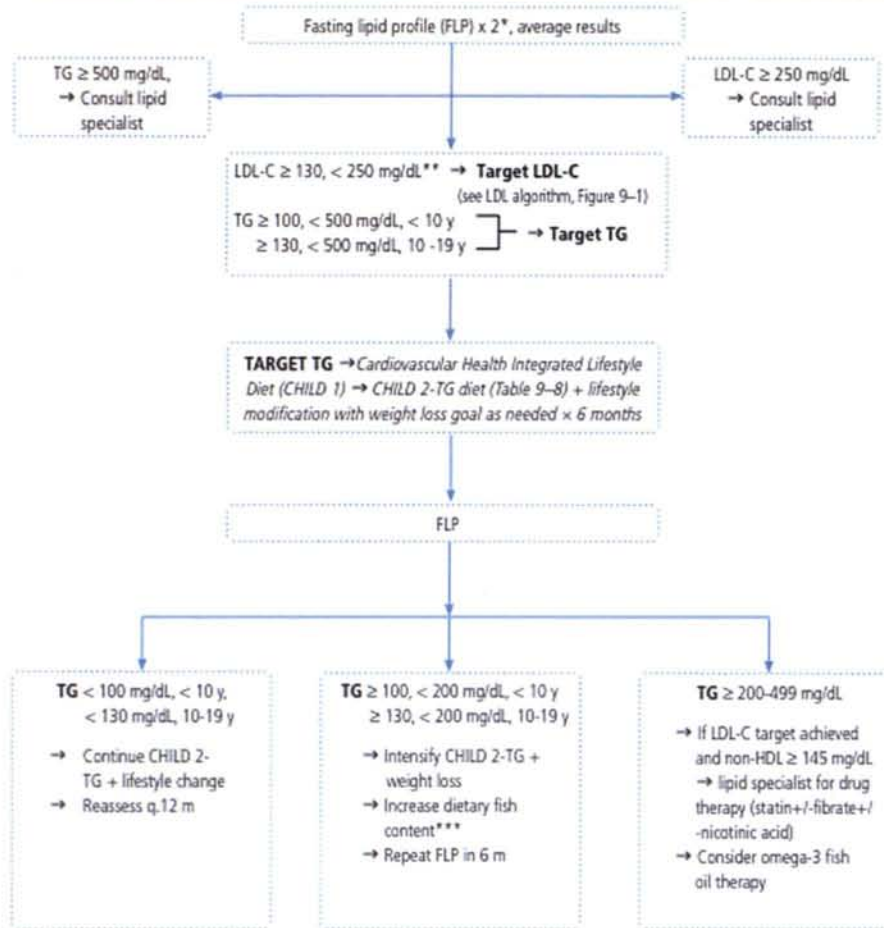 Fasting lipid profile (FLP) x 2*, average results
TG ≥ 500 mg/dL,
→ Consult lipid
specialist
LDL-C ≥ 250 mg/dL
→ Consult lipid
specialist
LDL-C ≥ 130, < 250 mg/dL** → Target LDL-C
(see LDL algorithm, Figure 9–1)
TG ≥ 100, < 500 mg/dL, < 10 y
≥ 130, < 500 mg/dL, 10 -19 y
→ Target TG
TARGET TG →Cardiovascular Health Integrated Lifestyle
Diet (CHILD 1) → CHILD 2-TG diet (Table 9–8) + lifestyle
modification with weight loss goal as needed × 6 months
FLP
TG < 100 mg/dL, < 10 y,
< 130 mg/dL, 10-19 y
→ Continue CHILD 2-
TG + lifestyle change
→ Reassess q.12 m
TG ≥ 100, < 200 mg/dL, < 10 y
≥ 130, < 200 mg/dL, 10-19 y
→ Intensify CHILD 2-TG +
weight loss
→ Increase dietary fish
content***
→ Repeat FLP in 6 m
TG ≥ 200-499 mg/dL
→ If LDL-C target achieved
and non-HDL ≥ 145 mg/dL
→ lipid specialist for drug
therapy (statin+/-fibrate+/
-nicotinic acid)
→ Consider omega-3 fish
oil therapy